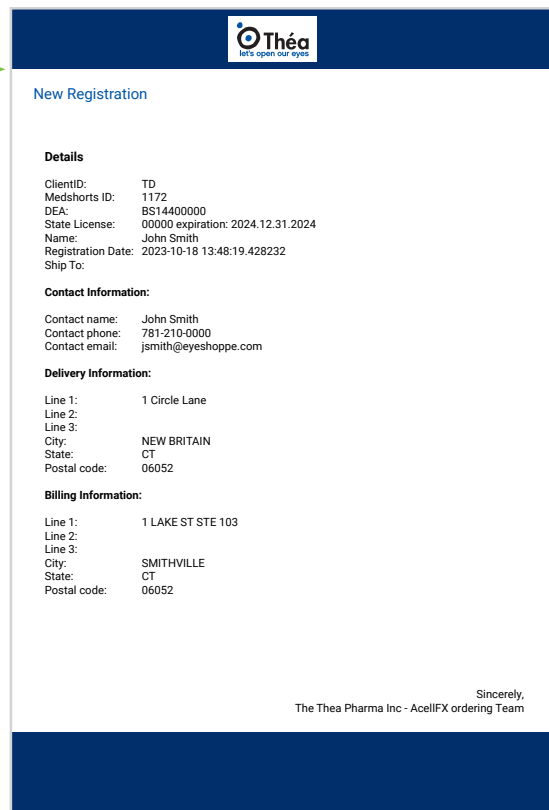 Théa
let's open our eyes
New Registration
Details
ClientID: TD
Medshorts ID: 1172
DEA: BS14400000
State License: 00000 expiration: 2024.12.31.2024
Name: John Smith
Registration Date: 2023-10-18 13:48:19.428232
Ship To:
Contact Information:
Contact name: John Smith
Contact phone: 781-210-0000
Contact email: jsmith@eyeshoppe.com
Delivery Information:
Line 1: 1 Circle Lane
Line 2:
Line 3:
City: NEW BRITAIN
State: CT
Postal code: 06052
Billing Information:
Line 1: 1 LAKE ST STE 103
Line 2:
Line 3:
City: SMITHVILLE
State: CT
Postal code: 06052
Sincerely,
The Thea Pharma Inc - AcellFX ordering Team